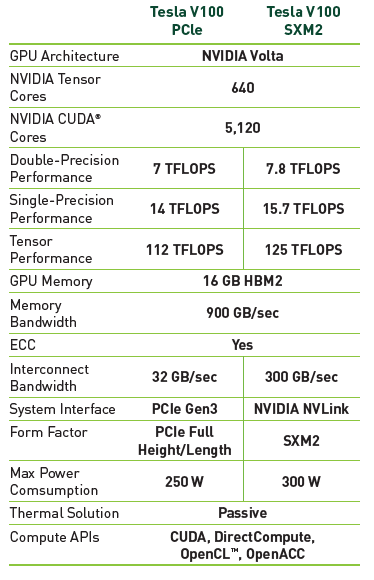 Tesla V100 PCle Tesla V100 SXM2
GPU Architecture NVIDIA Volta
NVIDIA Tensor Cores 640
NVIDIA CUDA® Cores 5,120
Double-Precision Performance 7 TFLOPS 7.8 TFLOPS
Single-Precision Performance 14 TFLOPS 15.7 TFLOPS
Tensor Performance 112 TFLOPS 125 TFLOPS
GPU Memory 16 GB HBM2
Memory Bandwidth 900 GB/sec
ECC Yes
Interconnect Bandwidth 32 GB/sec 300 GB/sec
System Interface PCIe Gen3 NVIDIA NVLink
Form Factor PCIe Full Height/Length SXM2
Max Power Comsumption 250 W 300 W
Thermal Solution Passive
Compute APIs CUDA, DirectCompute, OpenCL™, OpenACC